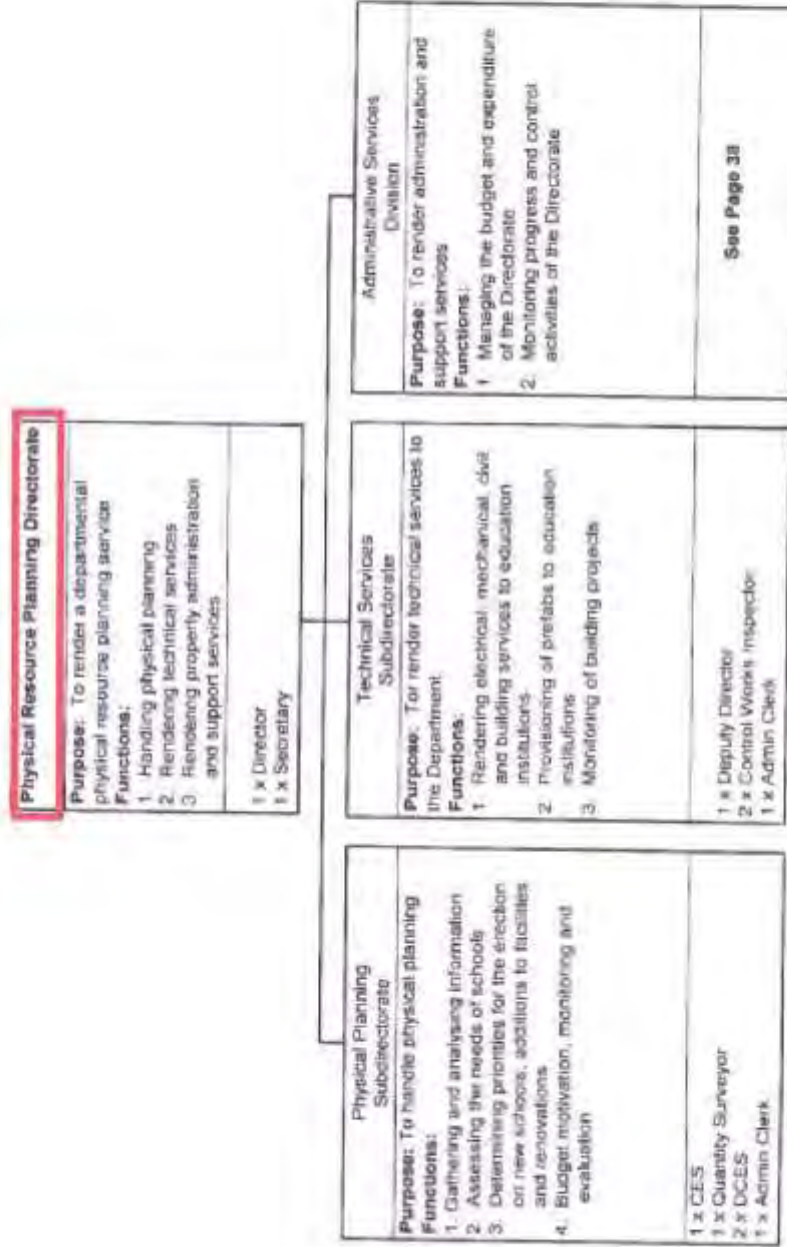 Physical Resource Planning Directorate
Purpose: To render a departmental
physical resource planning service
Functions:
1. Handling physical planning
2. Rendering technical services
3 Rendering property administration
and support services
1 x Director
1 x Secretary
Physical Planning
Subdirectorate
Purpose: To handle physical planning
Functions:
1. Gathering and analysing information
2. Assessing the needs of schools
3. Determining priorities for the erection
on new schools, additions to facilities
and renovations
4. Budget motivation, monitoring and
evaluation
1 x CES
1 x Quantity Surveyor
2 x DCES
1 x Admin Clerk
Technical Services
Subdirectorate
Purpose: Tor render technical services to
the Department
Functions:
1. Rendering electrical, mechanical, civil
and building services to education
institutions.
2. Provisioning of prefabs to education
institutions
3. Monitoring of building projects
1 x Deputy Director
2 x Control Works Inspector
1 x Admin Clerk
Administrative Services
Division
Purpose: To render administration and
support services
Functions:
1. Managing the budget and expenditure
of the Directorate
2. Monitoring progress and control
activities of the Directorate
See Page 38